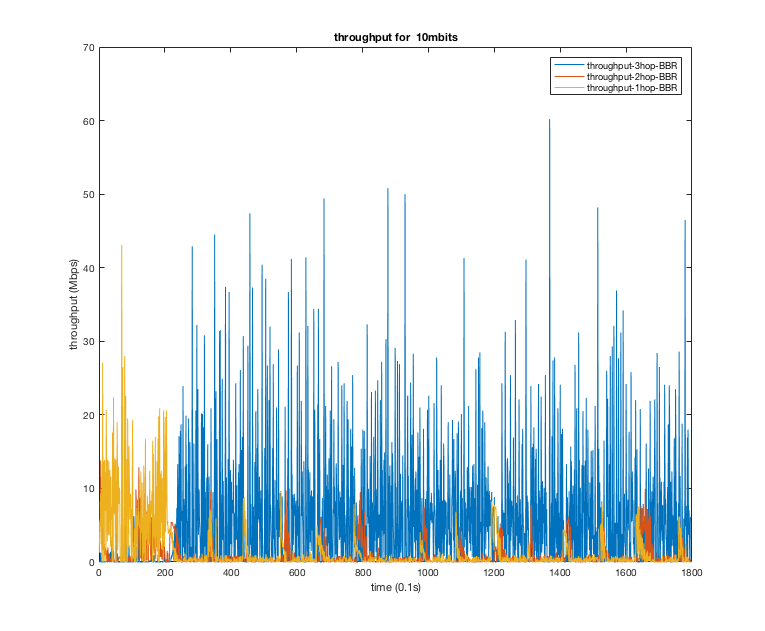 throughput for 10mbits
throughput-3hop-BBR
throughput-2hop-BBR
throughput-1hop-BBR
throughput (Mbps)
70
60
50
40
30
20
10
0
0 200 400 600 800 1000 1200 1400 1600 1800
time (0.1s)